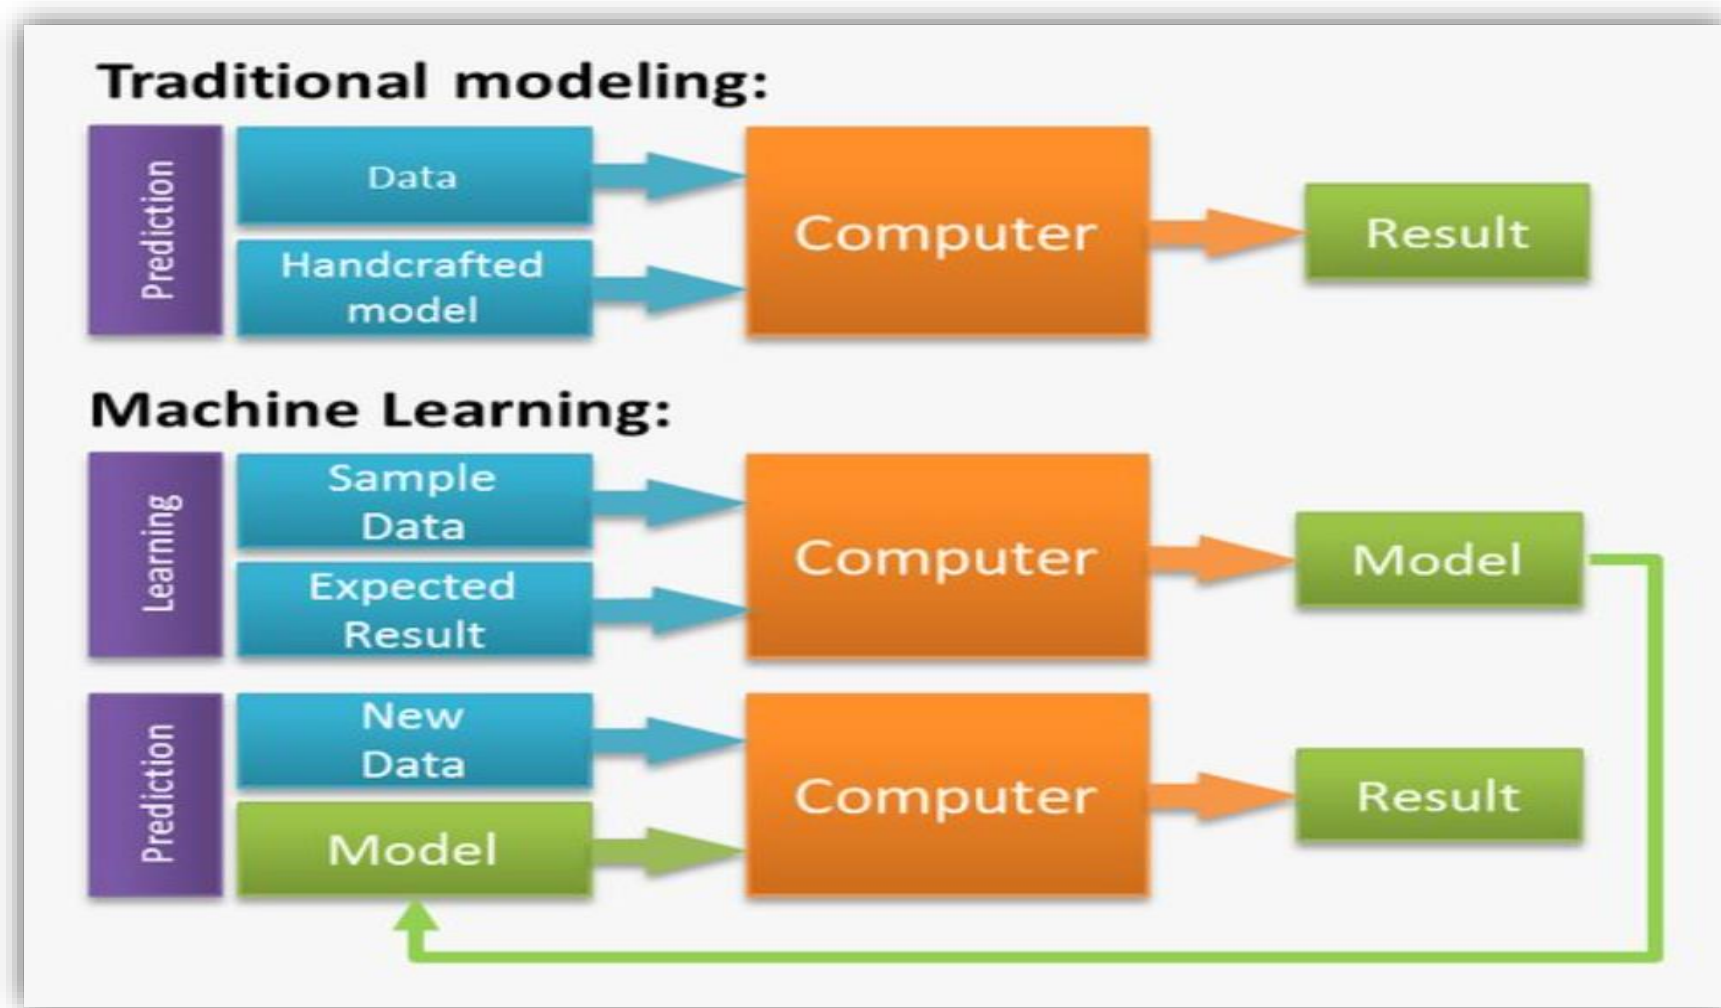 Traditional modeling:
Prediction
Data
Handcrafted
model
Computer
Result
Machine Learning:
Learning
Sample
Data
Expected
Result
Computer
Model
Prediction
New
Data
Model
Computer
Result